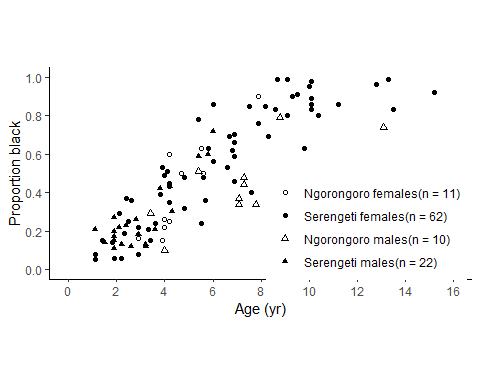 Proportion black
1.0
0.8
0.6
0.4
0.2
0.0
Ngorongoro females(n = 11)
Serengeti females(n = 62)
Ngorongoro males(n = 10)
Serengeti males(n = 22)
0 2 4 6 8 10 12 14 16
Age (yr)